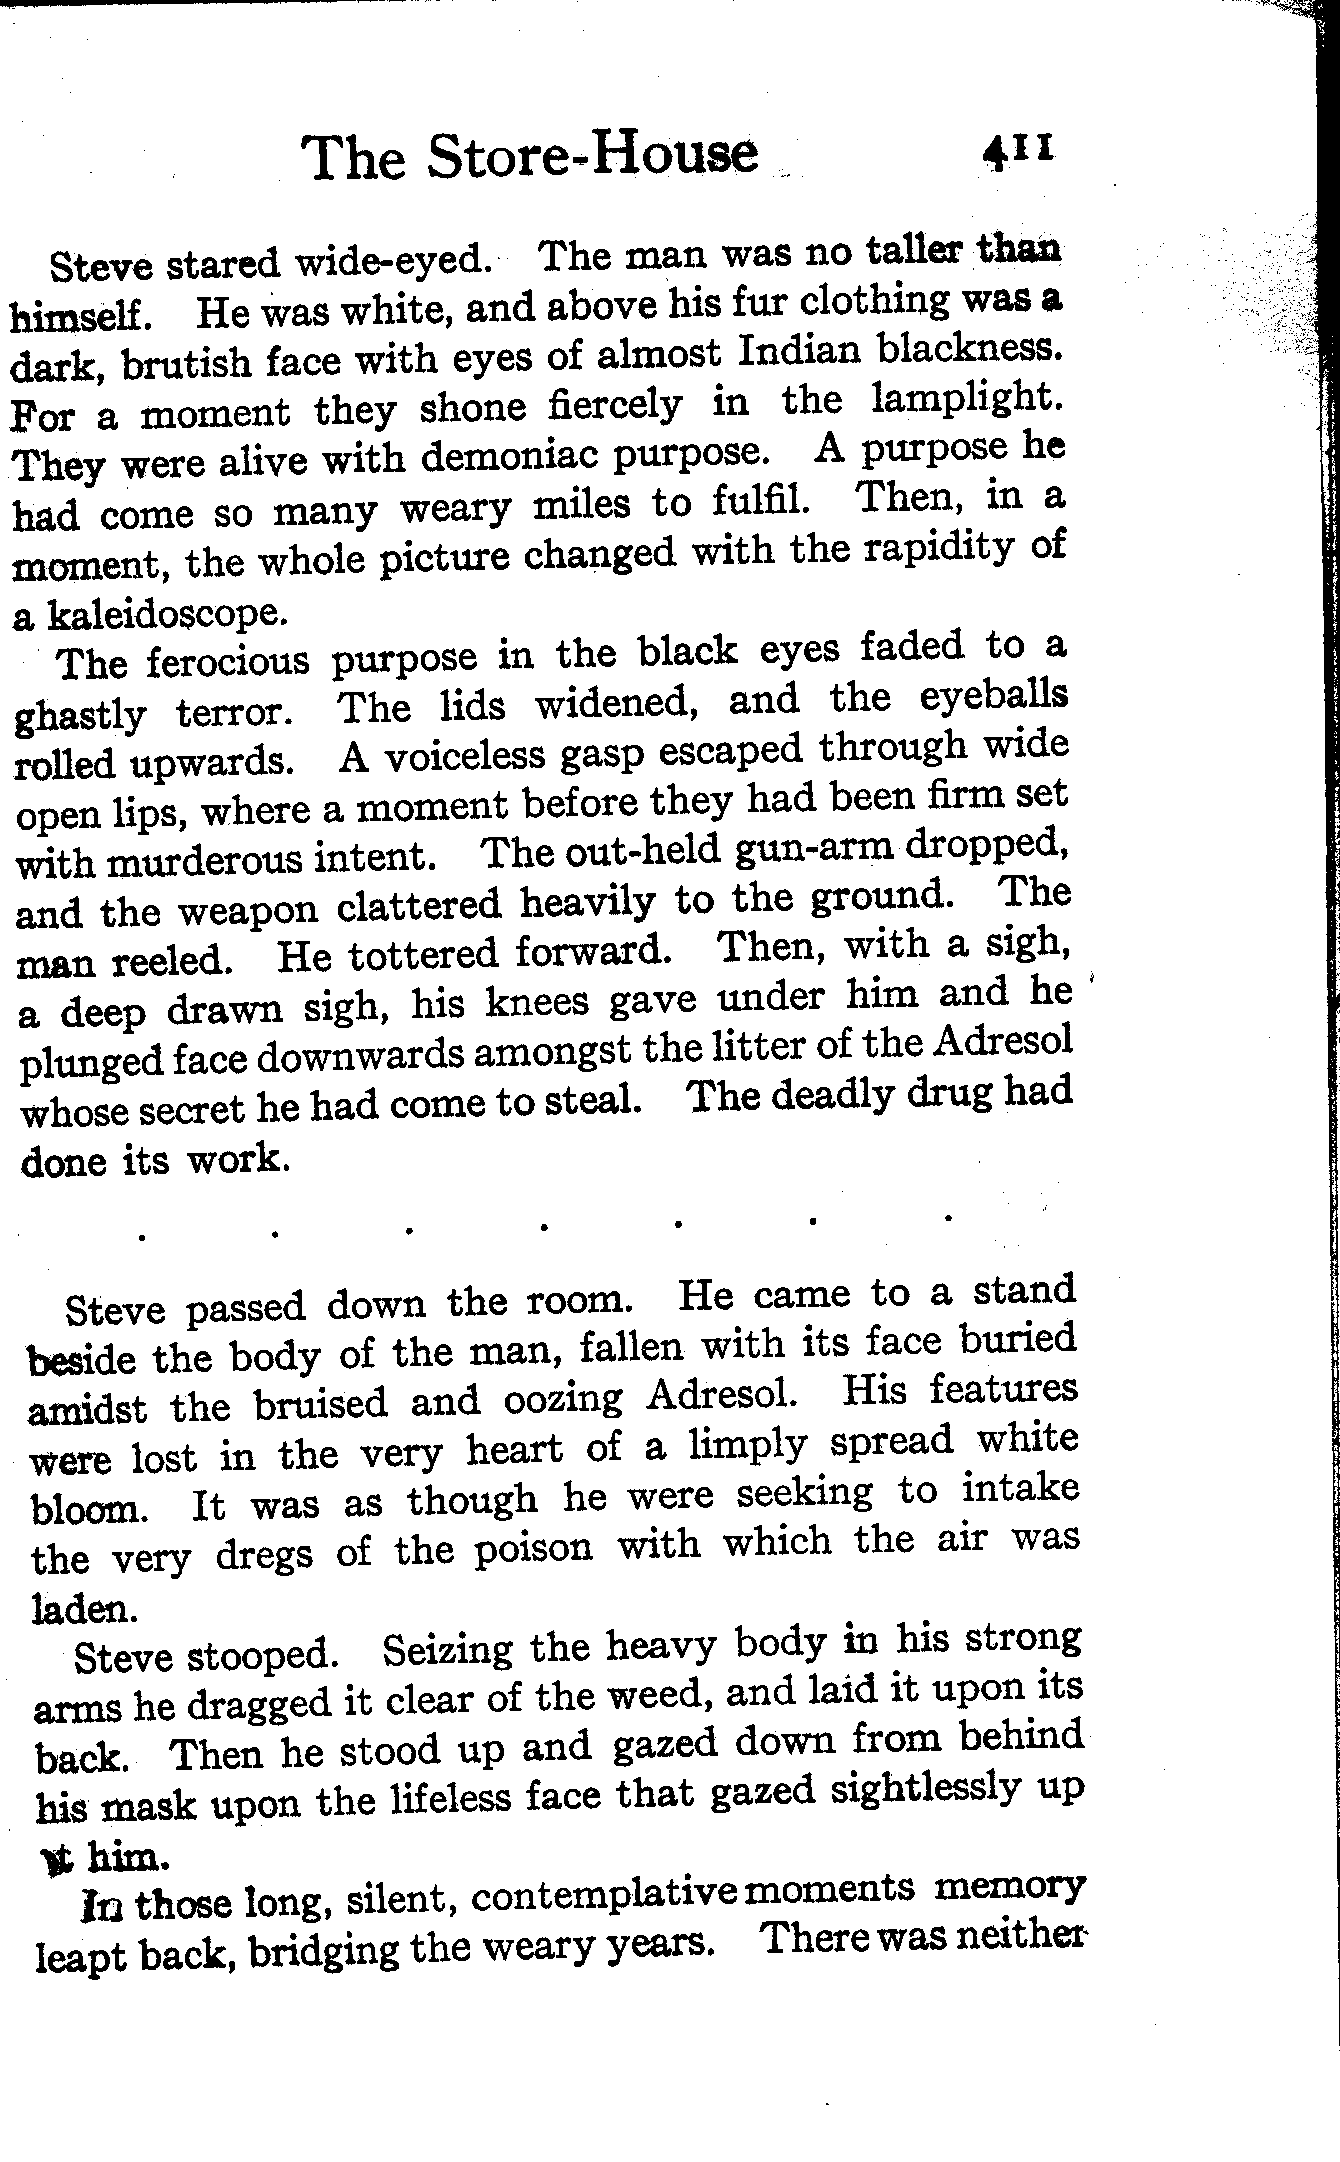 The Store-House 411
Steve stared wide-eyed. The man was no taller than
himself. He was white, and above his fur clothing was a
dark, brutish face with eyes of almost Indian blackness.
For a moment they shone fiercely in the lamplight.
They were alive with demoniac purpose. A purpose he
had come so many weary miles to fulfil. Then, in a
moment, the whole picture changed with the rapidity of
a kaleidoscope.
The ferocious purpose in the black eyes faded to a
ghastly terror. The lids widened, and the eyeballs
rolled upwards. A voiceless gasp escaped through wide
open lips, where a moment before they had been firm set
with murderous intent. The out-held gun-arm dropped,
and the weapon clattered heavily to the ground. The
man reeled. He tottered forward. Then, with a sigh,
a deep drawn sigh, his knees gave under him and he
plunged face downwards amongst the litter of the Adresol
whose secret he had come to steal. The deadly drug had
done its work.
. . . . . . .
Steve passed down the room. He came to a stand
beside the body of the man, fallen with its face buried
amidst the bruised and oozing Adresol. His features
were lost in the very heart of a limply spread white
bloom. It was as though he were seeking to intake
the very dregs of the poison with which the air was
laden.
Steve stooped. Seizing the heavy body in his strong
arms he dragged it clear of the weed, and laid it upon its
back. Then he stood up and gazed down from behind
his mask upon the lifeless face that gazed sightlessly up
at him.
In those long, silent, contemplative moments memory
leapt back, bridging the weary years. There was neither